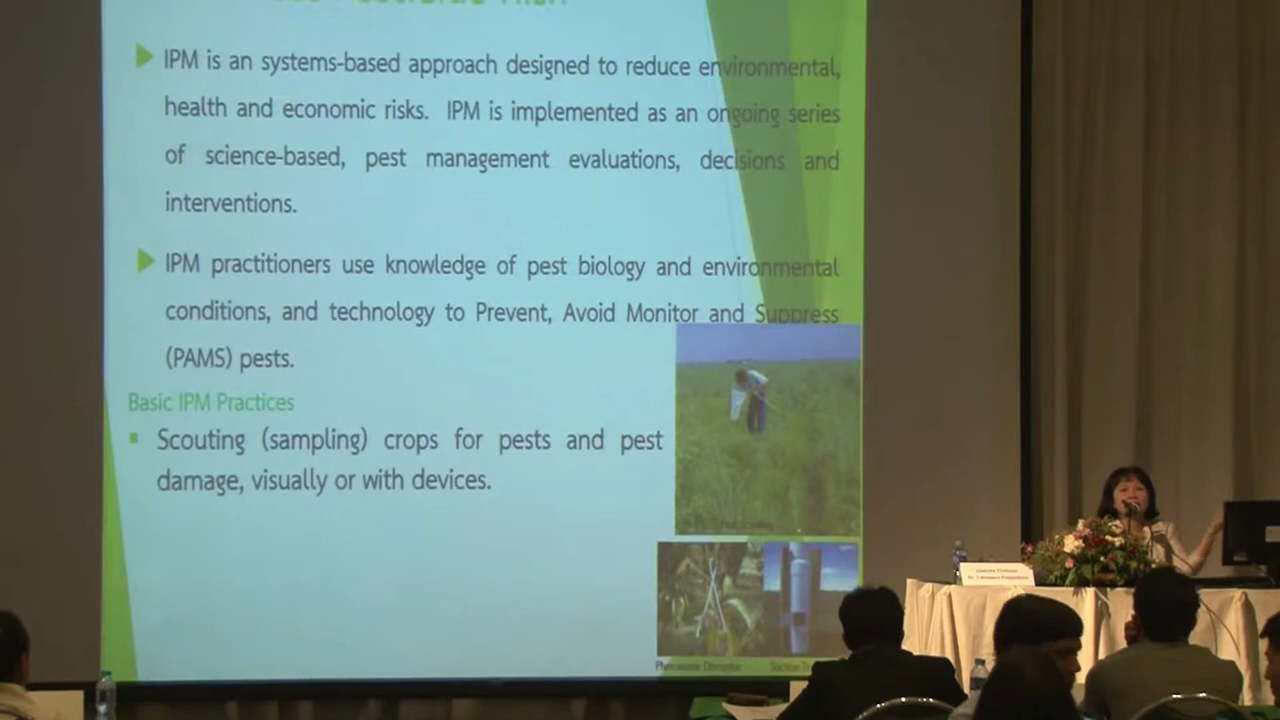 IPM is an systems-based approach designed to reduce environmental,
health and economic risks. IPM is implemented as an ongoing series
of science-based, pest management evaluations, decisions and
interventions.
IPM practitioners use knowledge of pest biology and environmental
conditions, and technology to Prevent, Avoid Monitor and Suppress
(PAMS) pests.
Basic IPM Practices
Scouting (sampling) crops for pests and pest
damage, visually or with devices.
Pheromone Disruptor